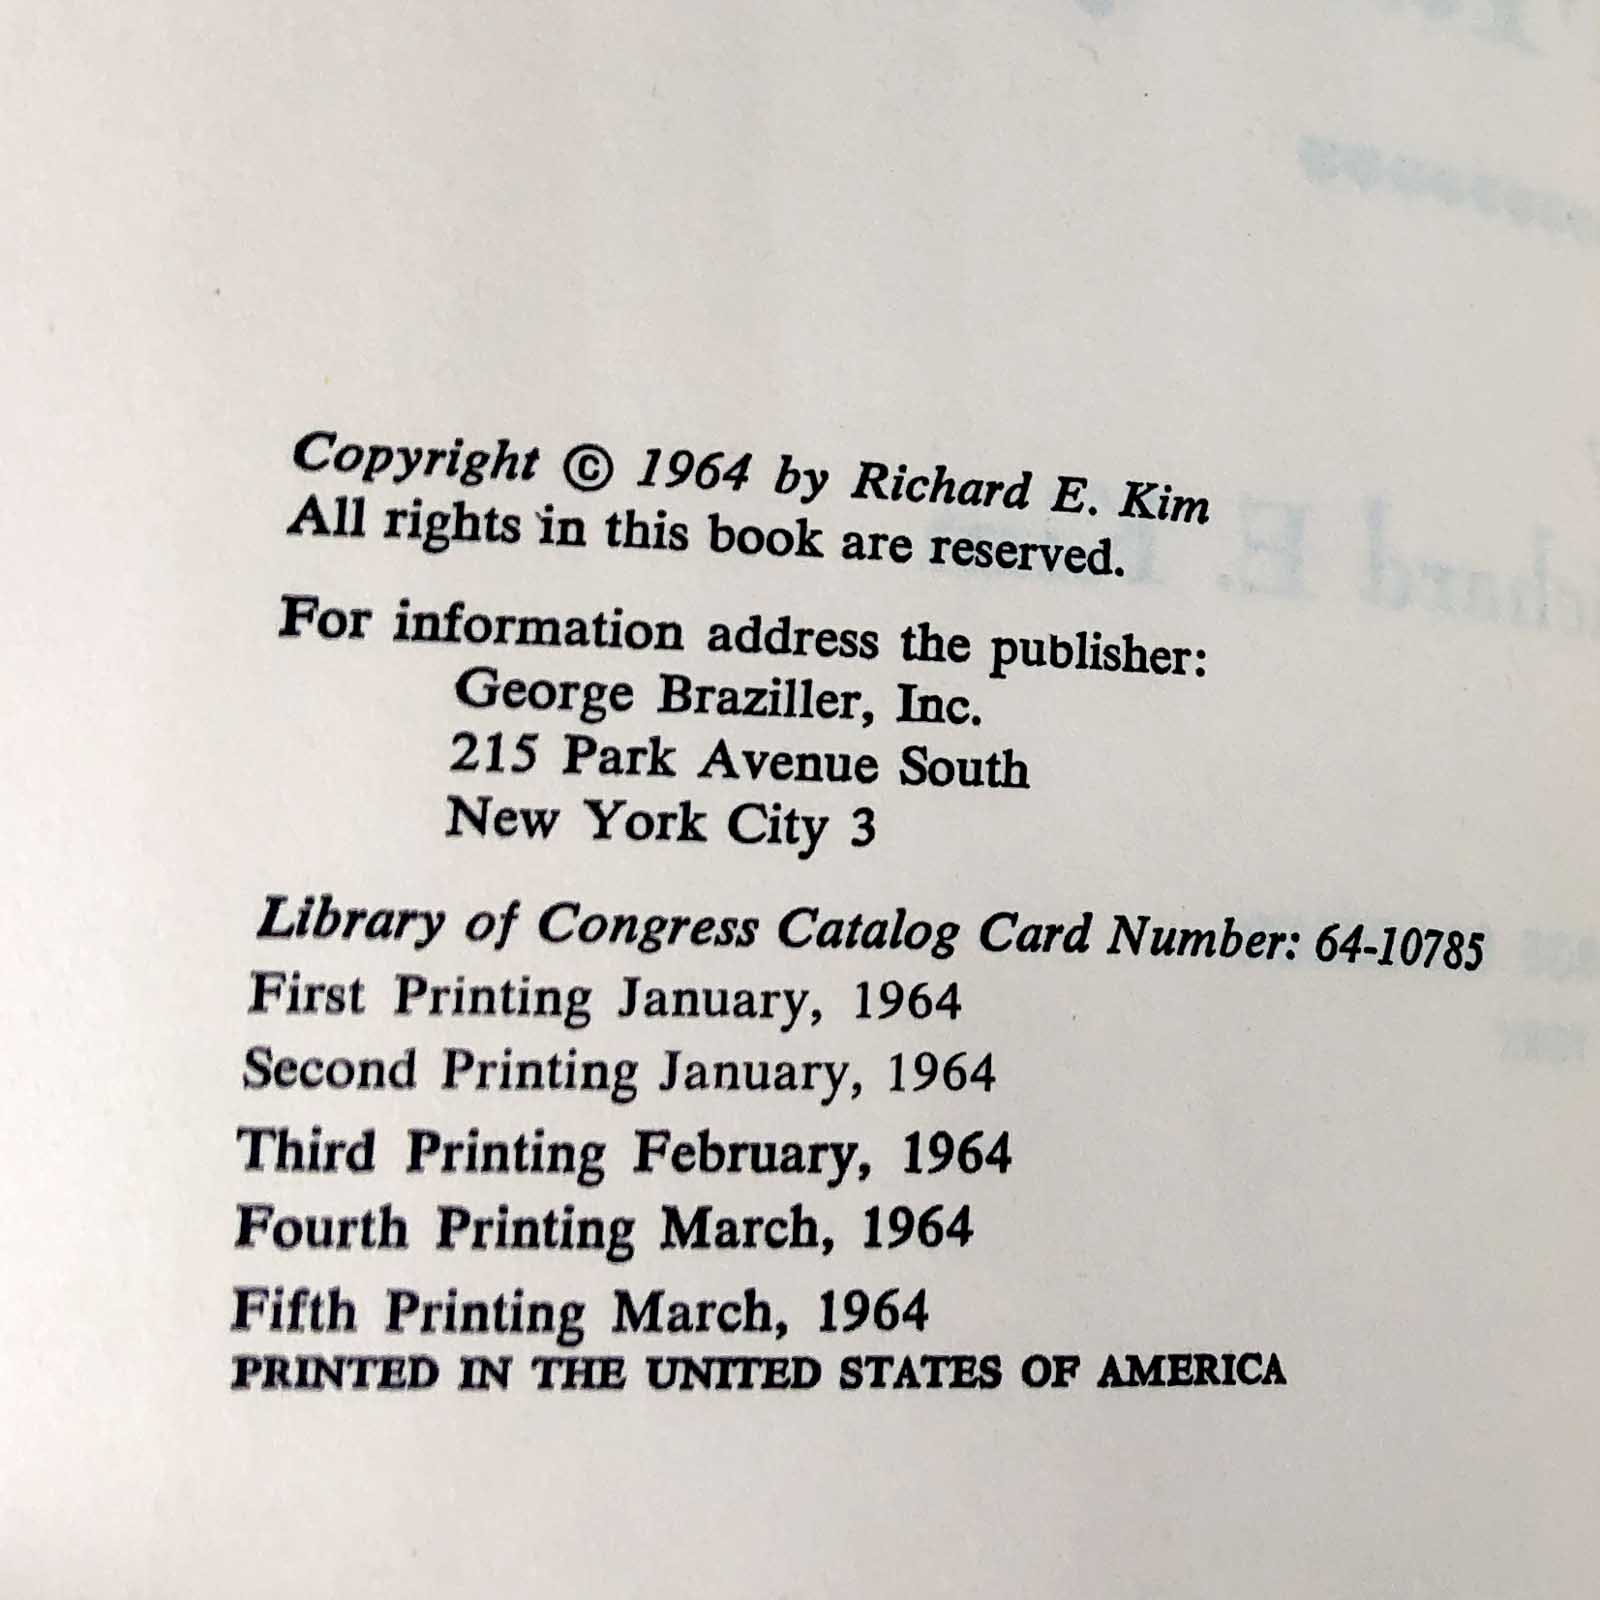 Copyright © 1964 by Richard E. Kim
All rights in this book are reserved.
For information address the publisher:
George Braziller, Inc.
215 Park Avenue South
New York City 3
Library of Congress Catalog Card Number: 64-10785
First Printing January, 1964
Second Printing January, 1964
Third Printing February, 1964
Fourth Printing March, 1964
Fifth Printing March, 1964
PRINTED IN THE UNITED STATES OF AMERICA